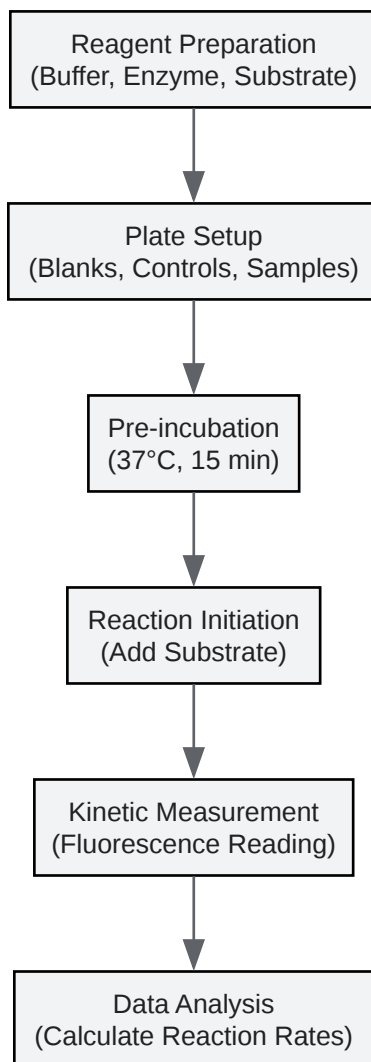 Reagent Preparation
(Buffer, Enzyme, Substrate)
Plate Setup
(Blanks, Controls, Samples)
Pre-incubation
(37°C, 15 min)
Reaction Initiation
(Add Substrate)
Kinetic Measurement
(Fluorescence Reading)
Data Analysis
(Calculate Reaction Rates)